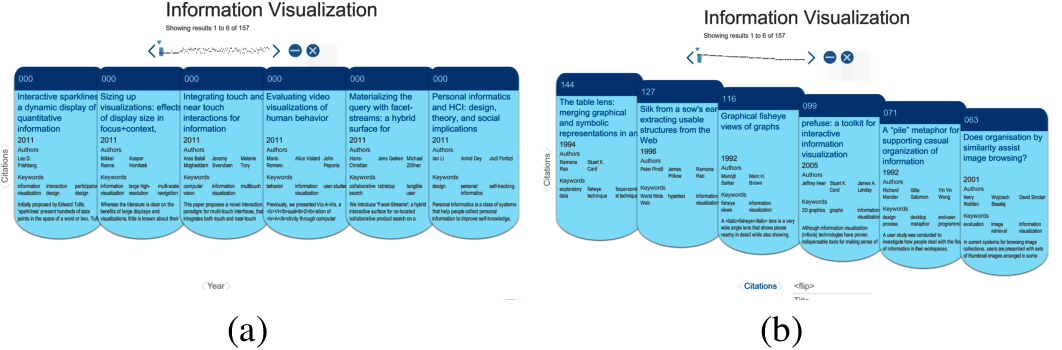 Information Visualization
Showing results 1 to 6 of 157
000
Interactive sparklines
a dynamic display of
quantitative
information
2011
Authors
Leo D.
Frishberg
Keywords
information interaction participator
vision design design
Initially proposed by Edward Tufte,
'sparklines' present hundreds of data
points in the space of a word or two.
000
Sizing up
visualizations: effects
of display size in
focus+context,
2011
Authors
Mikkel Kasper
Rønne Hornbæk
Keywords
information large high- multi-scale
vision resolution navigation
Whereas the literature is clear on the
benefits of large displays and
visualizations, little is known about their
000
Integrating touch and
near touch
interactions for
information
2011
Authors
Aras Balali Jeremy Melanie
Moghaddam Svendsen Tory
Keywords
computer information multitouch
vision visualization
This paper proposes a novel interaction
paradigm for multi-touch interfaces, that
integrates both touch and near-touch
000
Evaluating video
visualizations of
human behavior
2011
Authors
Mario Alice Vialard John
Romero Peponis
Keywords
behavior information user studies
visualization
Previously, we presented Viz-A-Vis, a
<b>VI</b>sualiz<b>ation of
<b>A</b>ctivity through computer
000
Materializing the
query with facet-
streams: a hybrid
surface for
2011
Authors
Hans- Jens Gerken Michael
Christian Zöllner
Keywords
collaborative tabletop tangible
search user
We introduce "Facet-Streams", a hybrid
interactive surface for co-located
collaborative product search on a
000
Personal informatics
and HCI: design,
theory, and social
implications
2011
Authors
Ian Li Anind Dey Jodi Forlizzi
Keywords
design personal self-tracking
informatics
Personal informatics is a class of systems
that help people collect personal
information to improve self-knowledge.
Citations
Year
(a)
Information Visualization
Showing results 1 to 6 of 157
144
The table lens:
merging graphical
and symbolic
representations in an
1994
Authors
Ramana Stuart K.
Rao Card
Keywords
exploratory fisheye focus+conte
data technique xt technique
127
Silk from a sow's ear
extracting usable
structures from the
Web
1996
Authors
Peter Pirolli James Ramana
Pitkow Rao
Keywords
World Wide hypertext information
Web visualization
116
Graphical fisheye
views of graphs
1992
Authors
Manojit Marc H.
Sarkar Brown
Keywords
fisheye information
views visualization
A <italic>fisheye</italic> lens is a very
wide angle lens that shows places
nearby in detail while also showing
099
prefuse: a toolkit for
interactive
information
visualization
2005
Authors
Jeffrey Heer Stuart K. James A.
Card Landay
Keywords
2D graphics graphs information
visualization
Although information visualization
(infovis) technologies have proven
indispensable tools for making sense of
071
A "pile" metaphor for
supporting casual
organization of
information
1992
Authors
Richard Gitta Yin Yin
Mander Salomon Wong
Keywords
design desktop end-user
process metaphor programmi
A user study was conducted to
investigate how people deal with the flow
of information in their workspaces.
063
Does organisation by
similarity assist
image browsing?
2001
Authors
Kerry Wojciech David Sinclair
Rodden Basalaj
Keywords
evaluation image information
retrieval visualization
In current systems for browsing image
collections, users are presented with sets
of thumbnail images arranged in some
Citations
Citations
<flip>
(b)